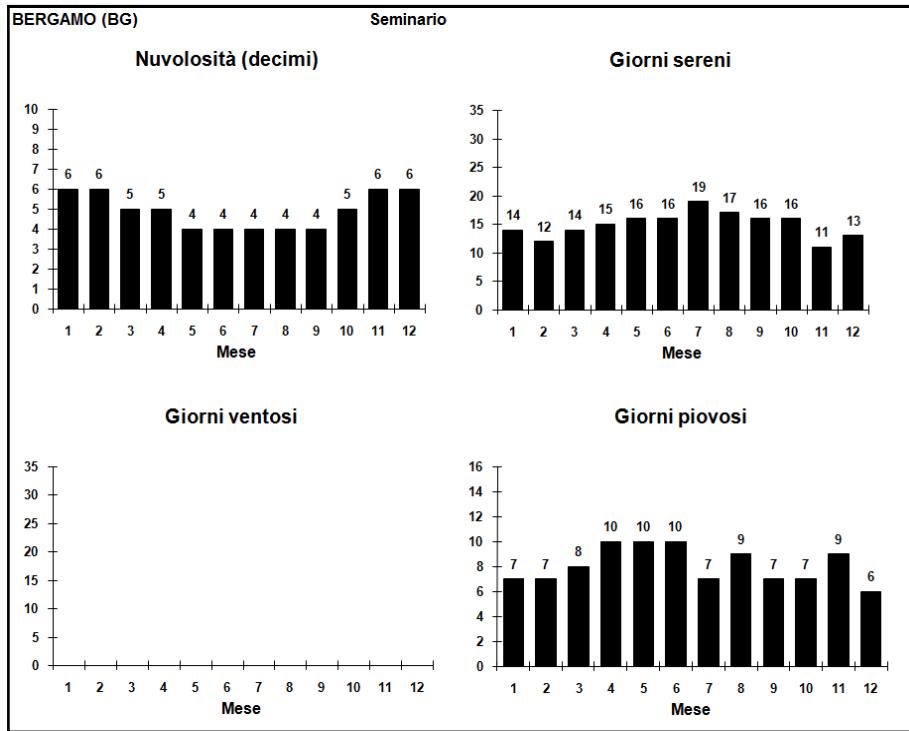 BERGAMO (BG) Seminario
Nuvolosità (decimi)
10
9
8
7
6
5
4
3
2
1
0
6 6 5 5 4 4 4 4 4 5 6 6
1 2 3 4 5 6 7 8 9 10 11 12
Mese
Giorni sereni
35
30
25
20
15
10
5
0
14 12 14 15 16 16 19 17 16 16 11 13
1 2 3 4 5 6 7 8 9 10 11 12
Mese
Giorni ventosi
35
30
25
20
15
10
5
0
1 2 3 4 5 6 7 8 9 10 11 12
Mese
Giorni piovosi
16
14
12
10
8
6
4
2
0
7 7 8 10 10 10 7 9 7 7 9 6
1 2 3 4 5 6 7 8 9 10 11 12
Mese